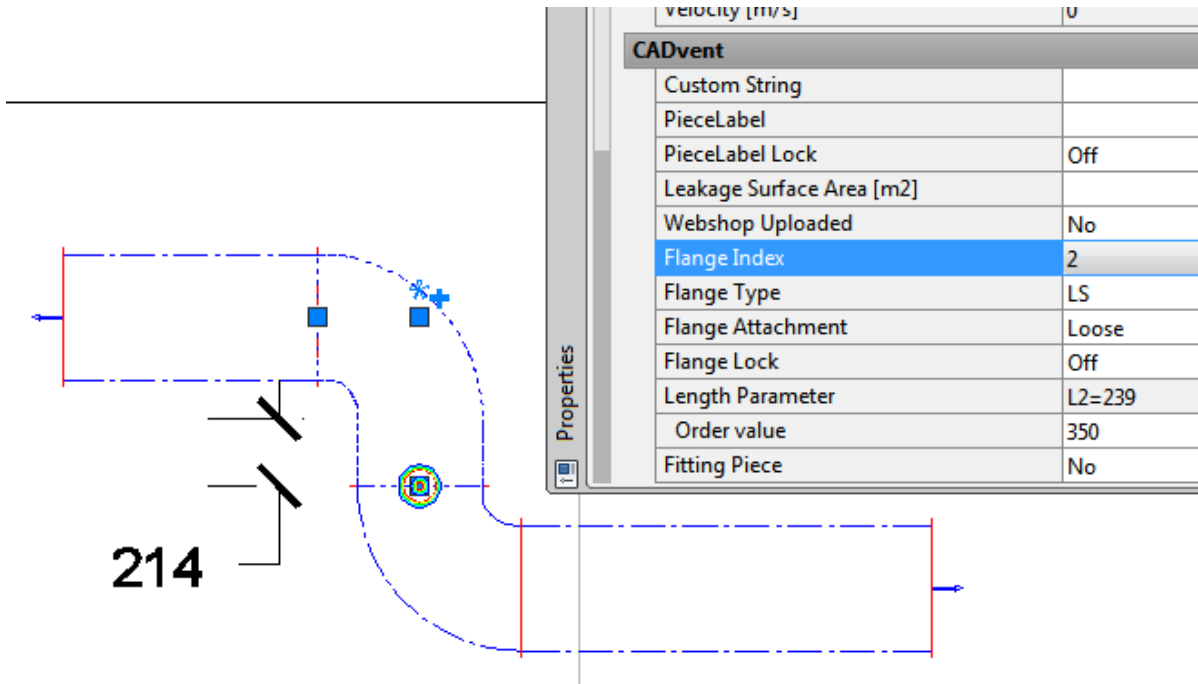 Velocity [m/s] 0
CADvent
Custom String
PieceLabel
PieceLabel Lock Off
Leakage Surface Area [m2]
Webshop Uploaded No
Flange Index 2
Flange Type LS
Flange Attachment Loose
Flange Lock Off
Length Parameter L2=239
Order value 350
Fitting Piece No
Properties
214